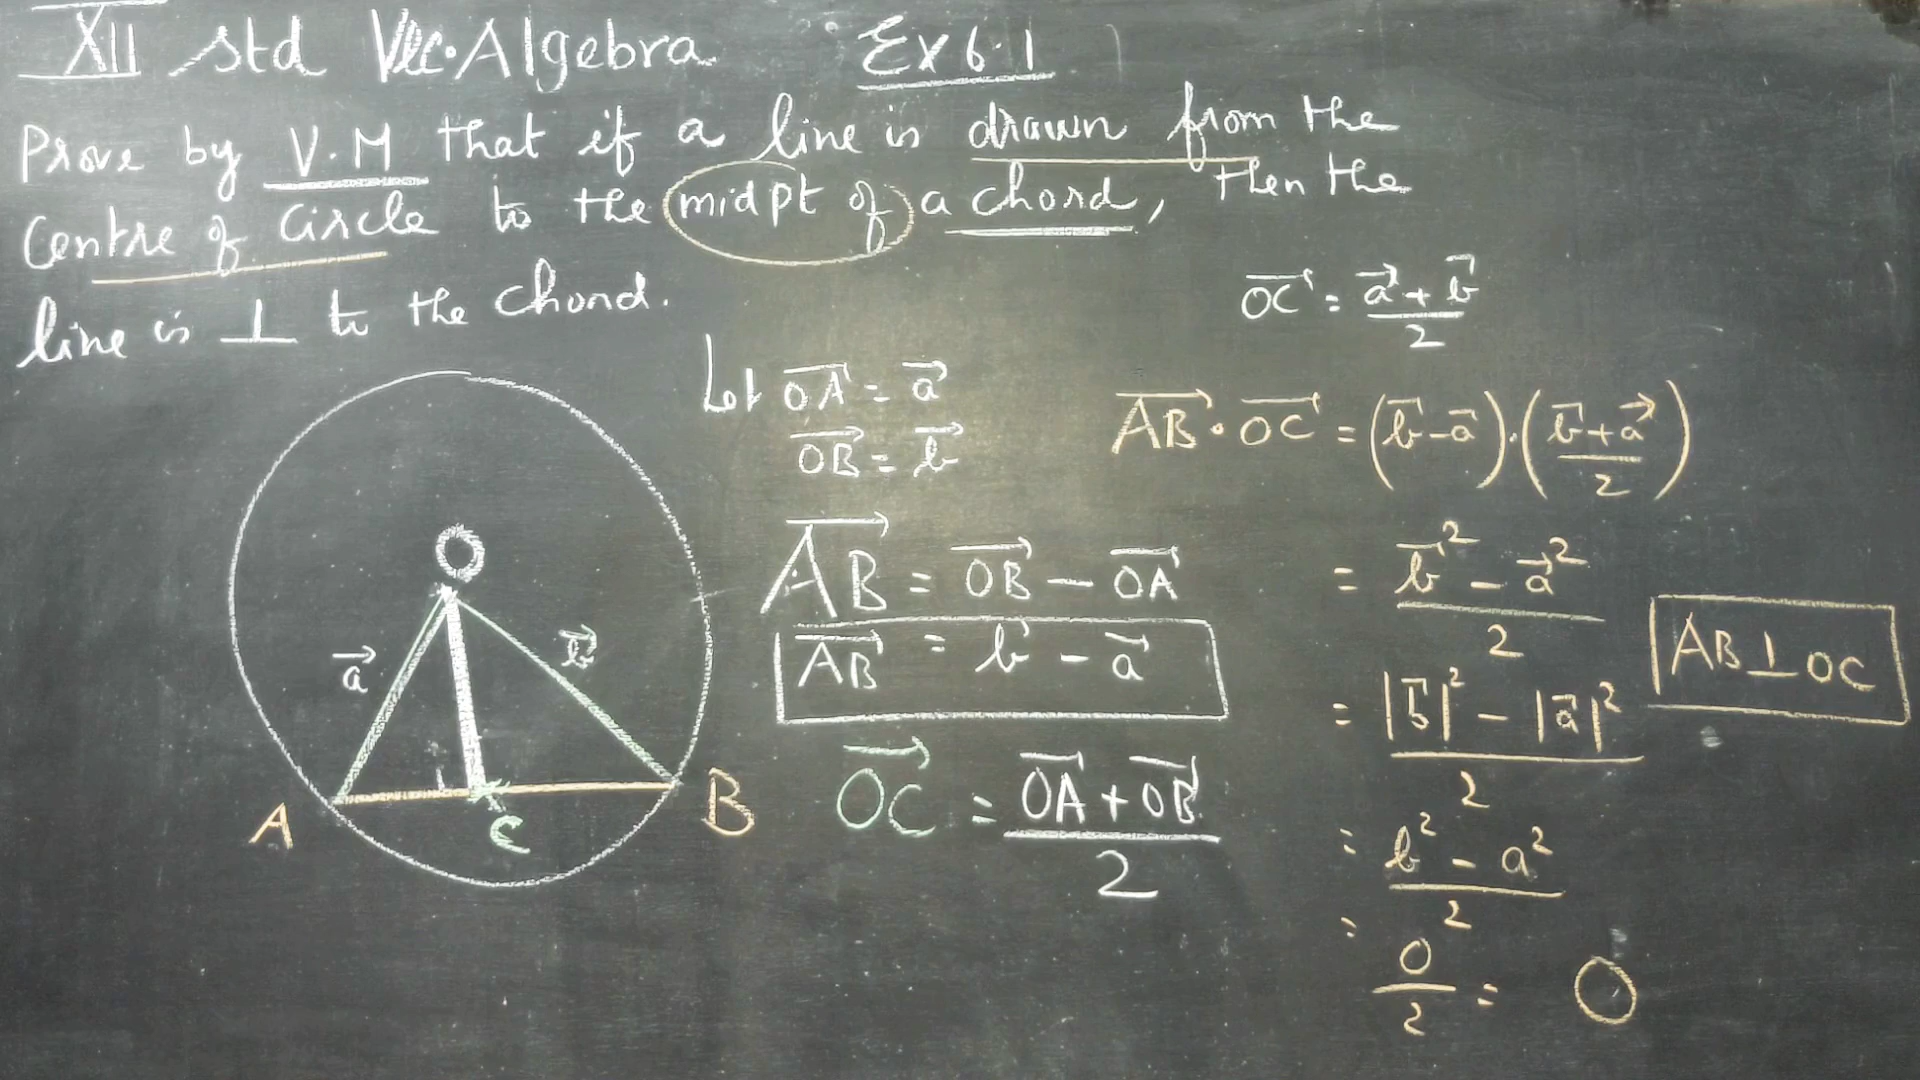 XII std Vec. Algebra Ex 6.1
Prove by V.M that if a line is drawn from the
Centre of Circle to the midpt of a chord, then the
line is ⊥ to the chord.
Let OA⃗ = a⃗
OB⃗ = b⃗
AB⃗ = OB⃗ - OA⃗
AB⃗ = b⃗ - a⃗
OC⃗ = (OA⃗ + OB⃗)/2
OC⃗ = (a⃗ + b⃗)/2
AB⃗ . OC⃗ = (b⃗ - a⃗) . ((b⃗ + a⃗)/2)
= (b⃗² - a⃗²)/2
= (|b⃗|² - |a⃗|²)/2
= (b² - a²)/2
= 0/2 = 0
AB ⊥ OC
O
a⃗
b⃗
A
C
B